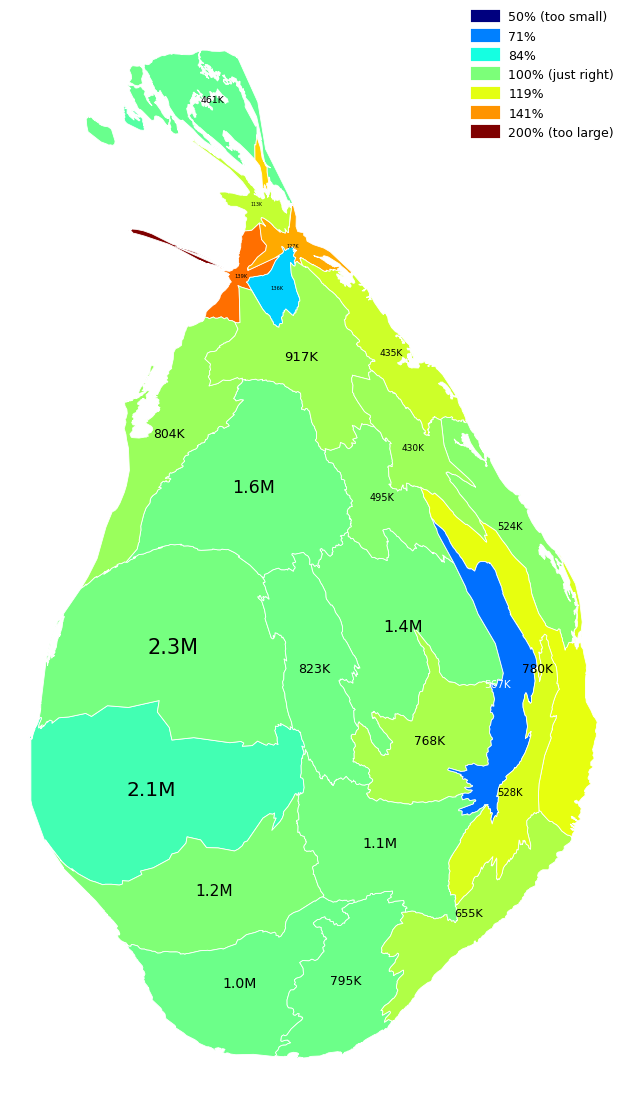 50% (too small)
71%
84%
100% (just right)
119%
141%
200% (too large)
461K
113K
127K
139K
136K
435K
917K
804K
430K
1.6M
495K
524K
1.4M
2.3M
823K
780K
768K
2.1M
528K
1.1M
1.2M
655K
795K
1.0M